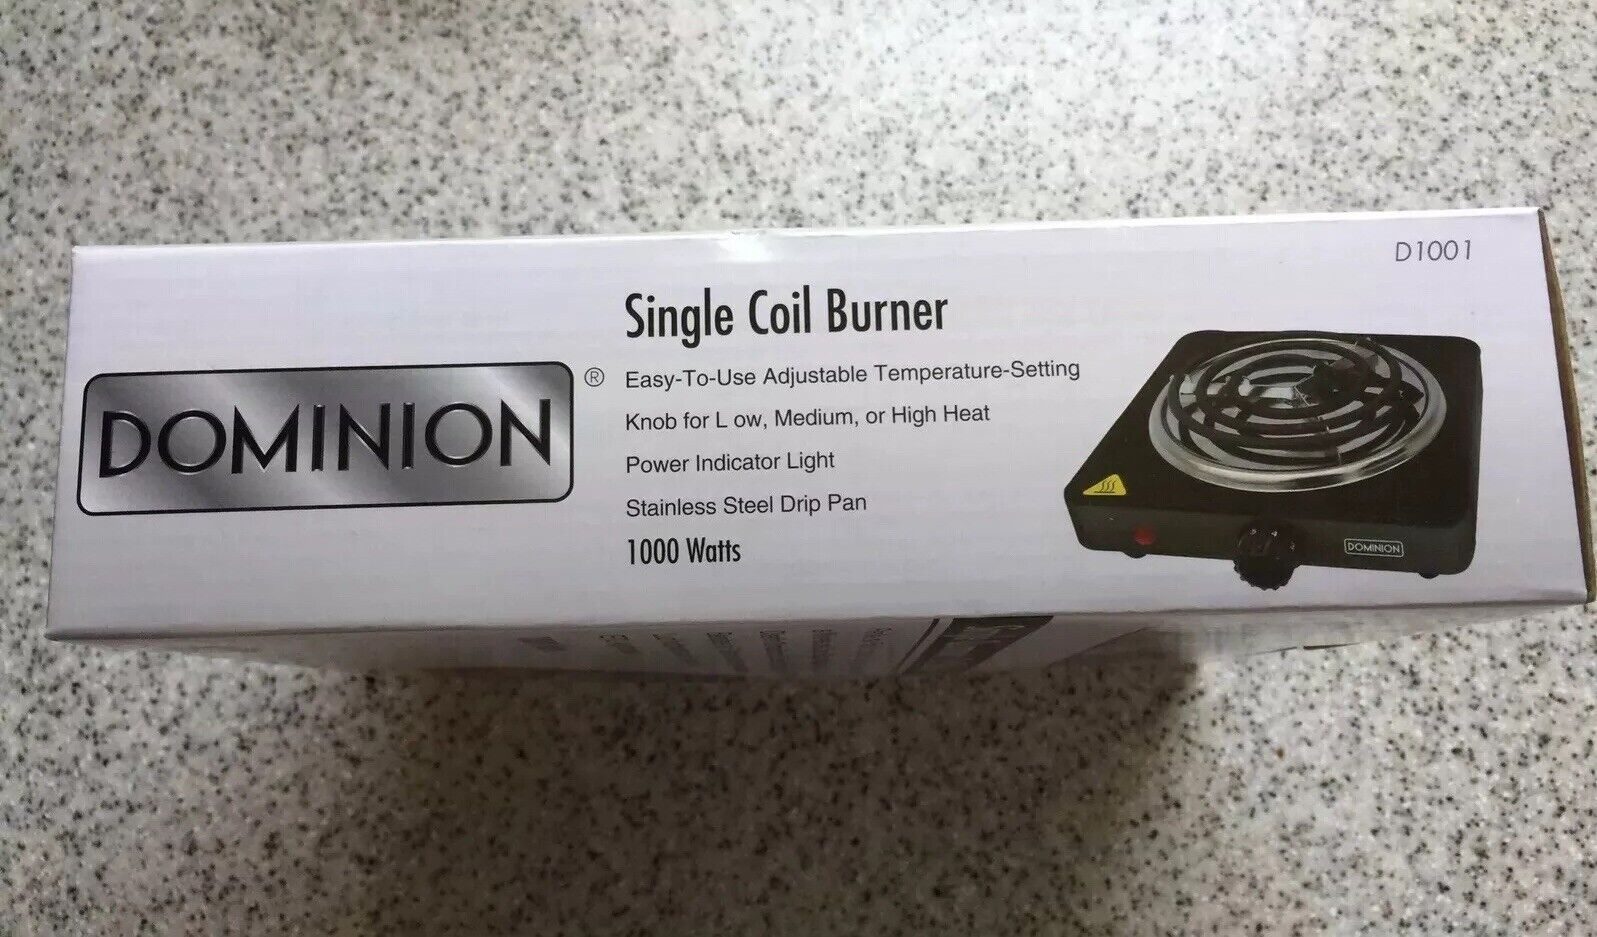 D1001
Single Coil Burner
DOMINION ®
Easy-To-Use Adjustable Temperature-Setting
Knob for L ow, Medium, or High Heat
Power Indicator Light
Stainless Steel Drip Pan
1000 Watts
DOMINION